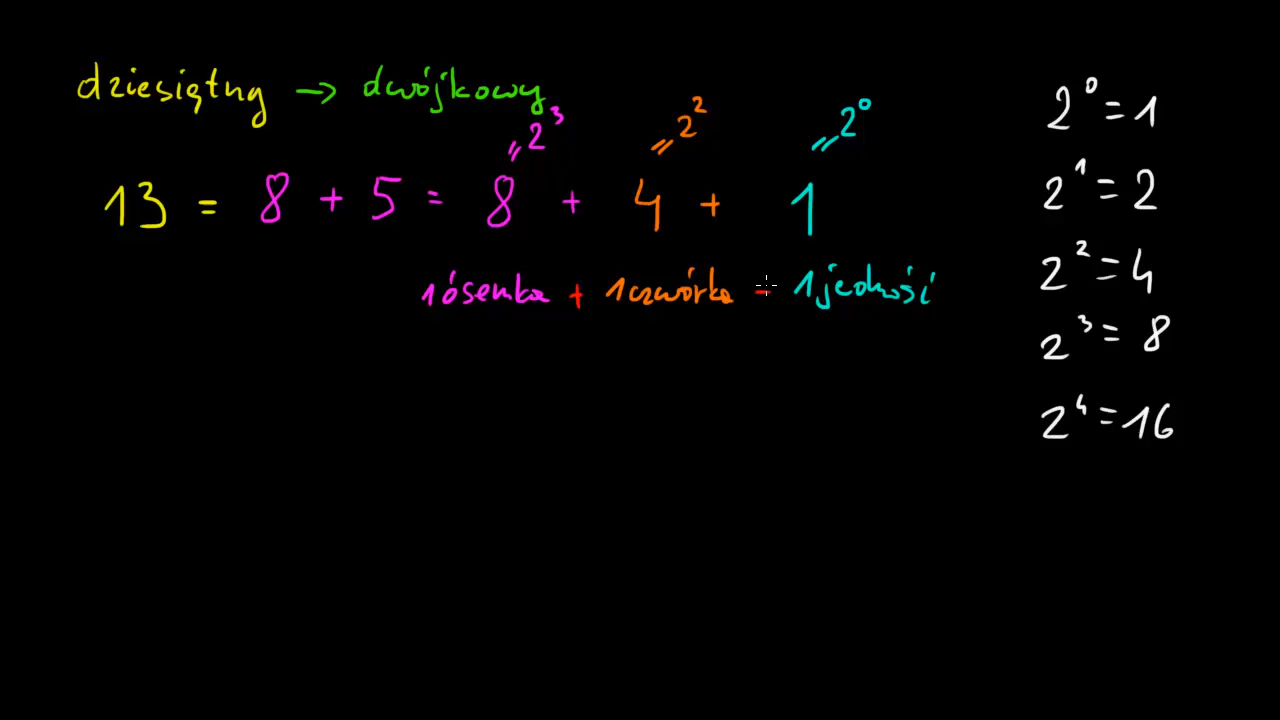 dziesiętny → dwójkowy
"2³ "2² "2⁰
13 = 8 + 5 = 8 + 4 + 1
1 ósemka + 1 czwórka - 1 jedność
2⁰ = 1
2¹ = 2
2² = 4
2³ = 8
2⁴ = 16